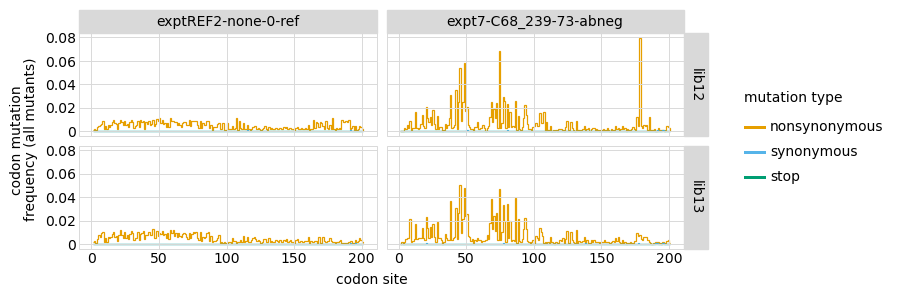 exptREF2-none-0-ref
expt7-C68_239-73-abneg
0.08
0.06
0.04
0.02
0
lib12
0.08
0.06
0.04
0.02
0
lib13
codon mutation
frequency (all mutants)
0 50 100 150 200
0 50 100 150 200
codon site
mutation type
nonsynonymous
synonymous
stop